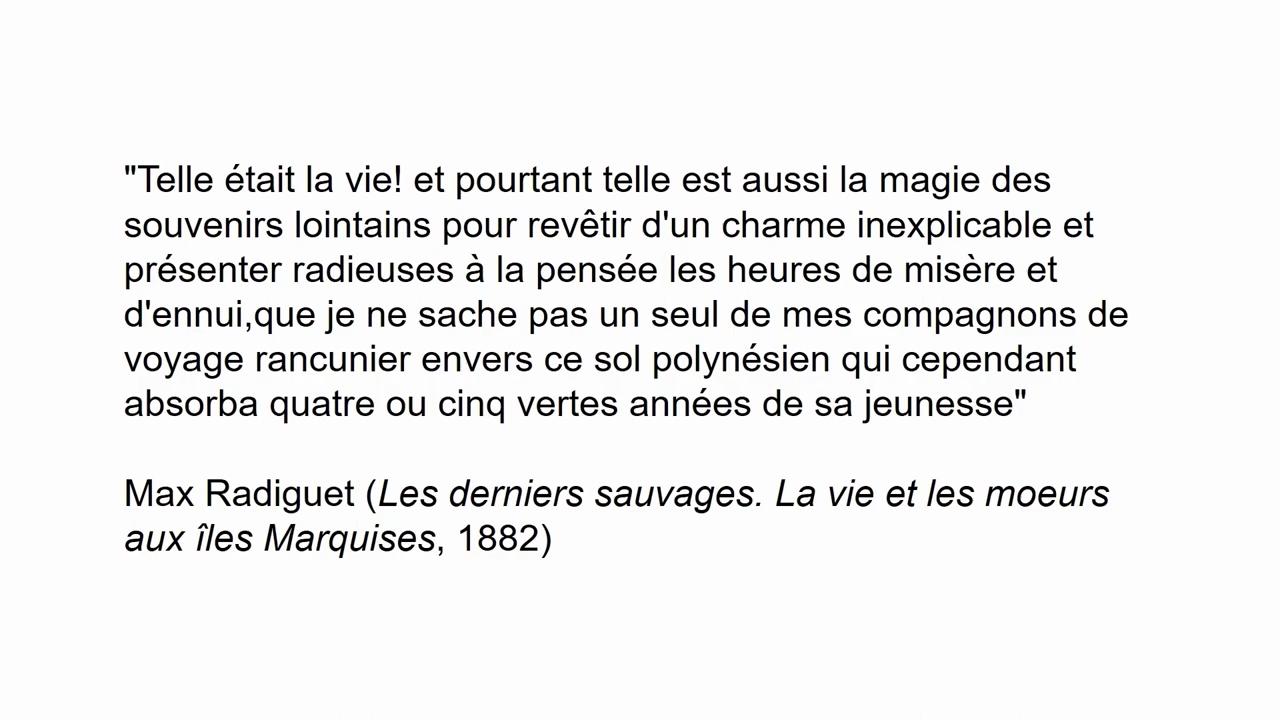 "Telle était la vie! et pourtant telle est aussi la magie des
souvenirs lointains pour revêtir d'un charme inexplicable et
présenter radieuses à la pensée les heures de misère et
d'ennui,que je ne sache pas un seul de mes compagnons de
voyage rancunier envers ce sol polynésien qui cependant
absorba quatre ou cinq vertes années de sa jeunesse"
Max Radiguet (Les derniers sauvages. La vie et les moeurs
aux îles Marquises, 1882)